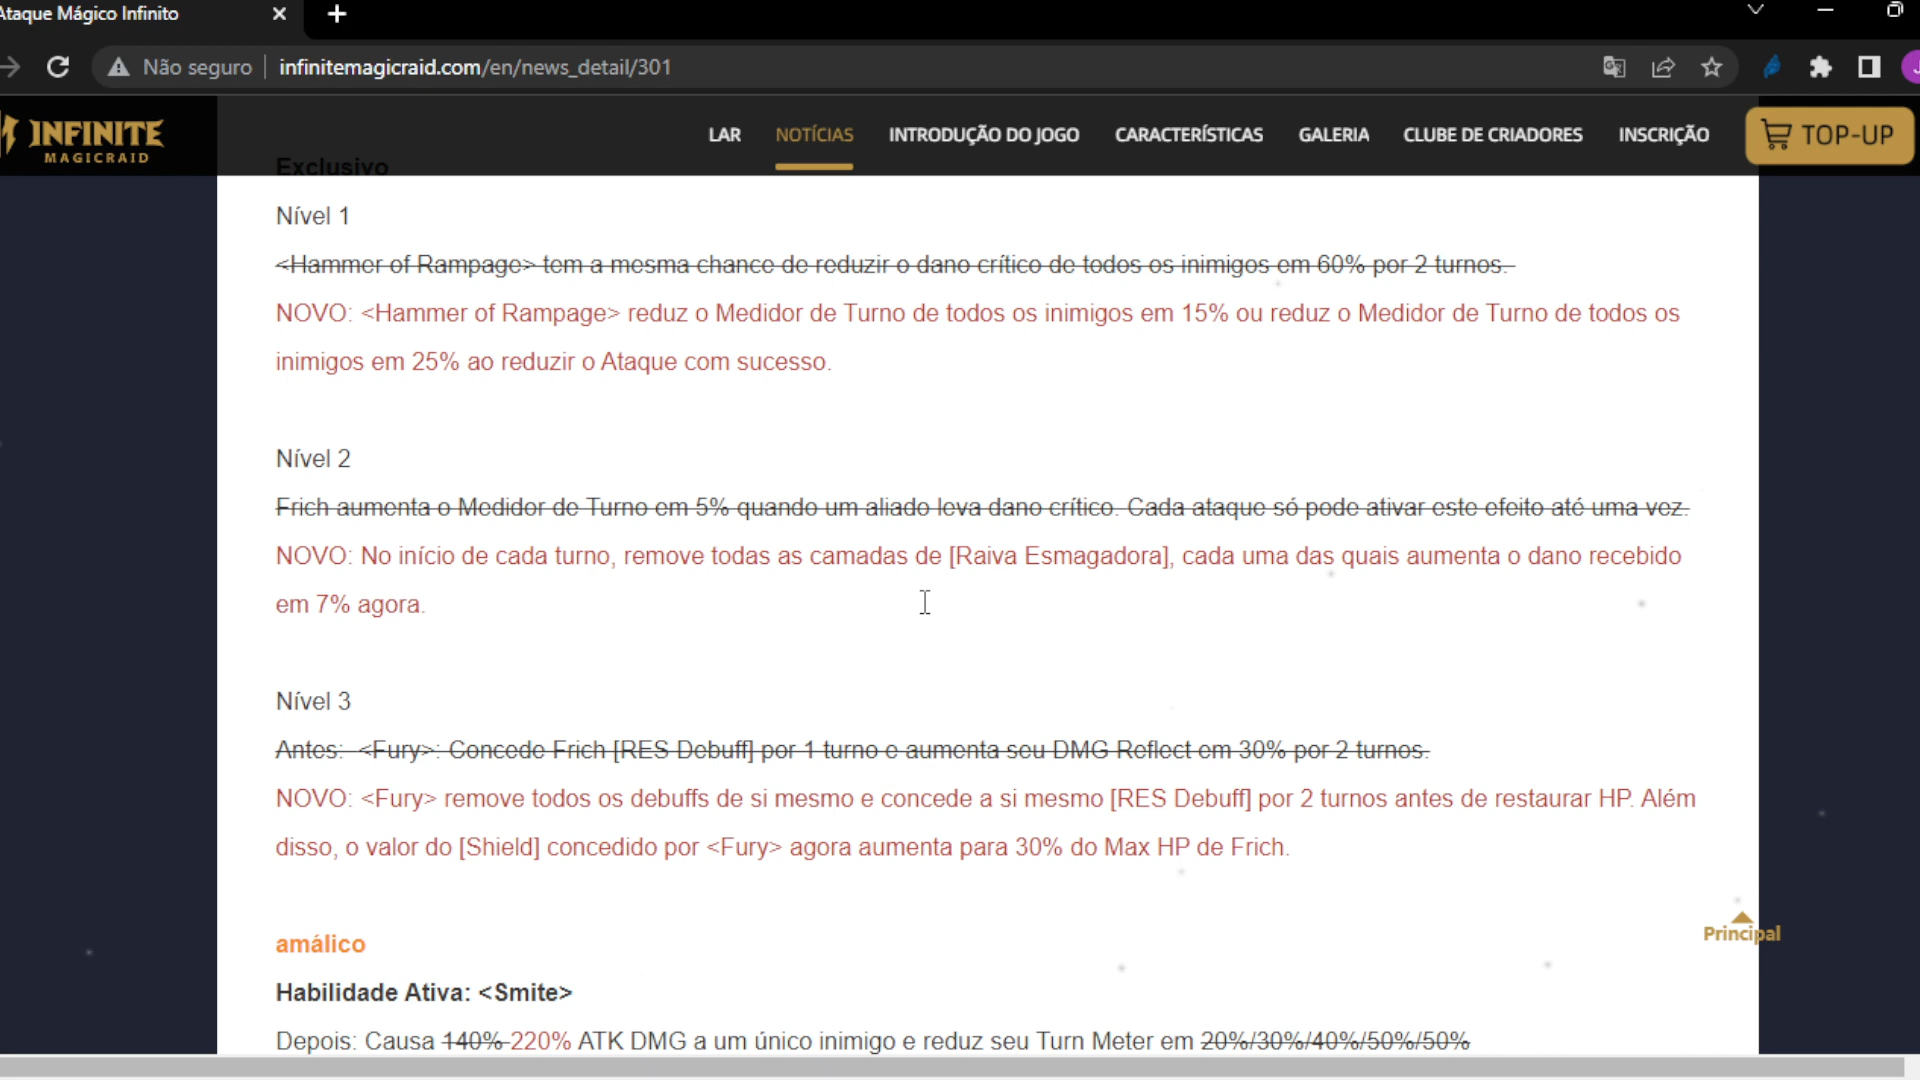 Ataque Mágico Infinito
Não seguro infinitemagicraid.com/en/news_detail/301
INFINITE
MAGICRAID
LAR NOTÍCIAS INTRODUÇÃO DO JOGO CARACTERÍSTICAS GALERIA CLUBE DE CRIADORES INSCRIÇÃO TOP-UP
Exclusivo
Nível 1
<Hammer of Rampage> tem a mesma chance de reduzir o dano crítico de todos os inimigos em 60% por 2 turnos.
NOVO: <Hammer of Rampage> reduz o Medidor de Turno de todos os inimigos em 15% ou reduz o Medidor de Turno de todos os
inimigos em 25% ao reduzir o Ataque com sucesso.
Nível 2
Frich aumenta o Medidor de Turno em 5% quando um aliado leva dano crítico. Cada ataque só pode ativar este efeito até uma vez.
NOVO: No início de cada turno, remove todas as camadas de [Raiva Esmagadora], cada uma das quais aumenta o dano recebido
em 7% agora.
Nível 3
Antes: <Fury>: Concede Frich [RES Debuff] por 1 turno e aumenta seu DMG Reflect em 30% por 2 turnos.
NOVO: <Fury> remove todos os debuffs de si mesmo e concede a si mesmo [RES Debuff] por 2 turnos antes de restaurar HP. Além
disso, o valor do [Shield] concedido por <Fury> agora aumenta para 30% do Max HP de Frich.
Principal
amálico
Habilidade Ativa: <Smite>
Depois: Causa 140% 220% ATK DMG a um único inimigo e reduz seu Turn Meter em 20%/30%/40%/50%/50%